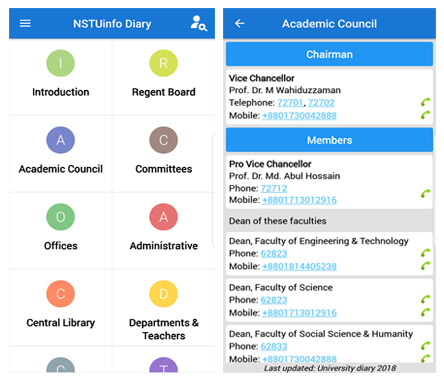 NSTUinfo Diary
I
R
Introduction
Regent Board
A
C
Academic Council
Committees
O
A
Offices
Administrative
C
D
Central Library
Departments &
Teachers
C
T
Academic Council
Chairman
Vice Chancellor
Prof. Dr. M Wahiduzzaman
Telephone: 72701, 72702
Mobile: +8801730042888
Members
Pro Vice Chancellor
Prof. Dr. Md. Abul Hossain
Phone: 72712
Mobile: +8801713012916
Dean of these faculties
Dean, Faculty of Engineering & Technology
Phone: 62823
Mobile: +8801814405238
Dean, Faculty of Science
Phone: 62823
Mobile: +8801713012916
Dean, Faculty of Social Science & Humanity
Phone: 62833
Mobile: +8801730042888
Last updated: University diary 2018